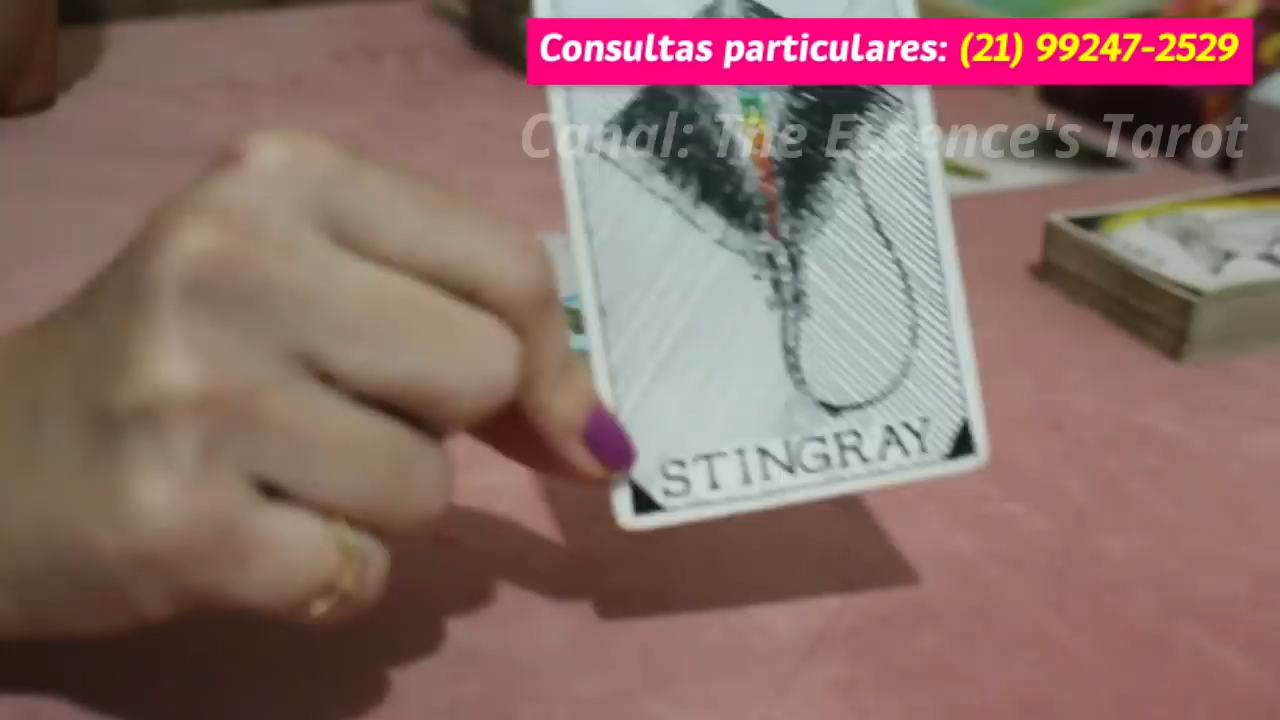 Consultas particulares: (21) 99247-2529
Canal: The Essence's Tarot
STINGRAY